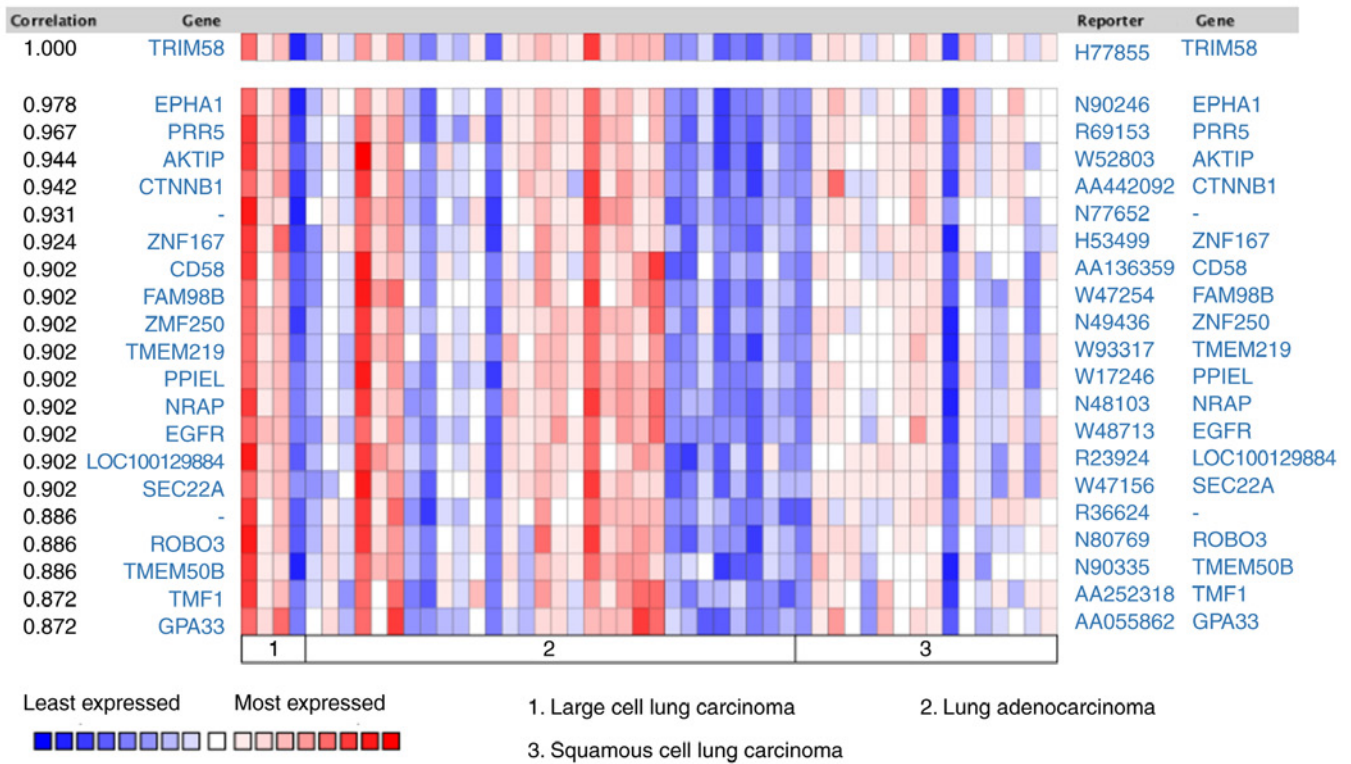 Correlation Gene Reporter Gene
1.000 TRIM58 H77855 TRIM58
0.978 EPHA1 N90246 EPHA1
0.967 PRR5 R69153 PRR5
0.944 AKTIP W52803 AKTIP
0.942 CTNNB1 AA442092 CTNNB1
0.931 - N77652 -
0.924 ZNF167 H53499 ZNF167
0.902 CD58 AA136359 CD58
0.902 FAM98B W47254 FAM98B
0.902 ZMF250 N49436 ZNF250
0.902 TMEM219 W93317 TMEM219
0.902 PPIEL W17246 PPIEL
0.902 NRAP N48103 NRAP
0.902 EGFR W48713 EGFR
0.902 LOC100129884 R23924 LOC100129884
0.902 SEC22A W47156 SEC22A
0.886 - R36624 -
0.886 ROBO3 N80769 ROBO3
0.886 TMEM50B N90335 TMEM50B
0.872 TMF1 AA252318 TMF1
0.872 GPA33 AA055862 GPA33
1 2 3
Least expressed Most expressed
1. Large cell lung carcinoma 2. Lung adenocarcinoma
3. Squamous cell lung carcinoma